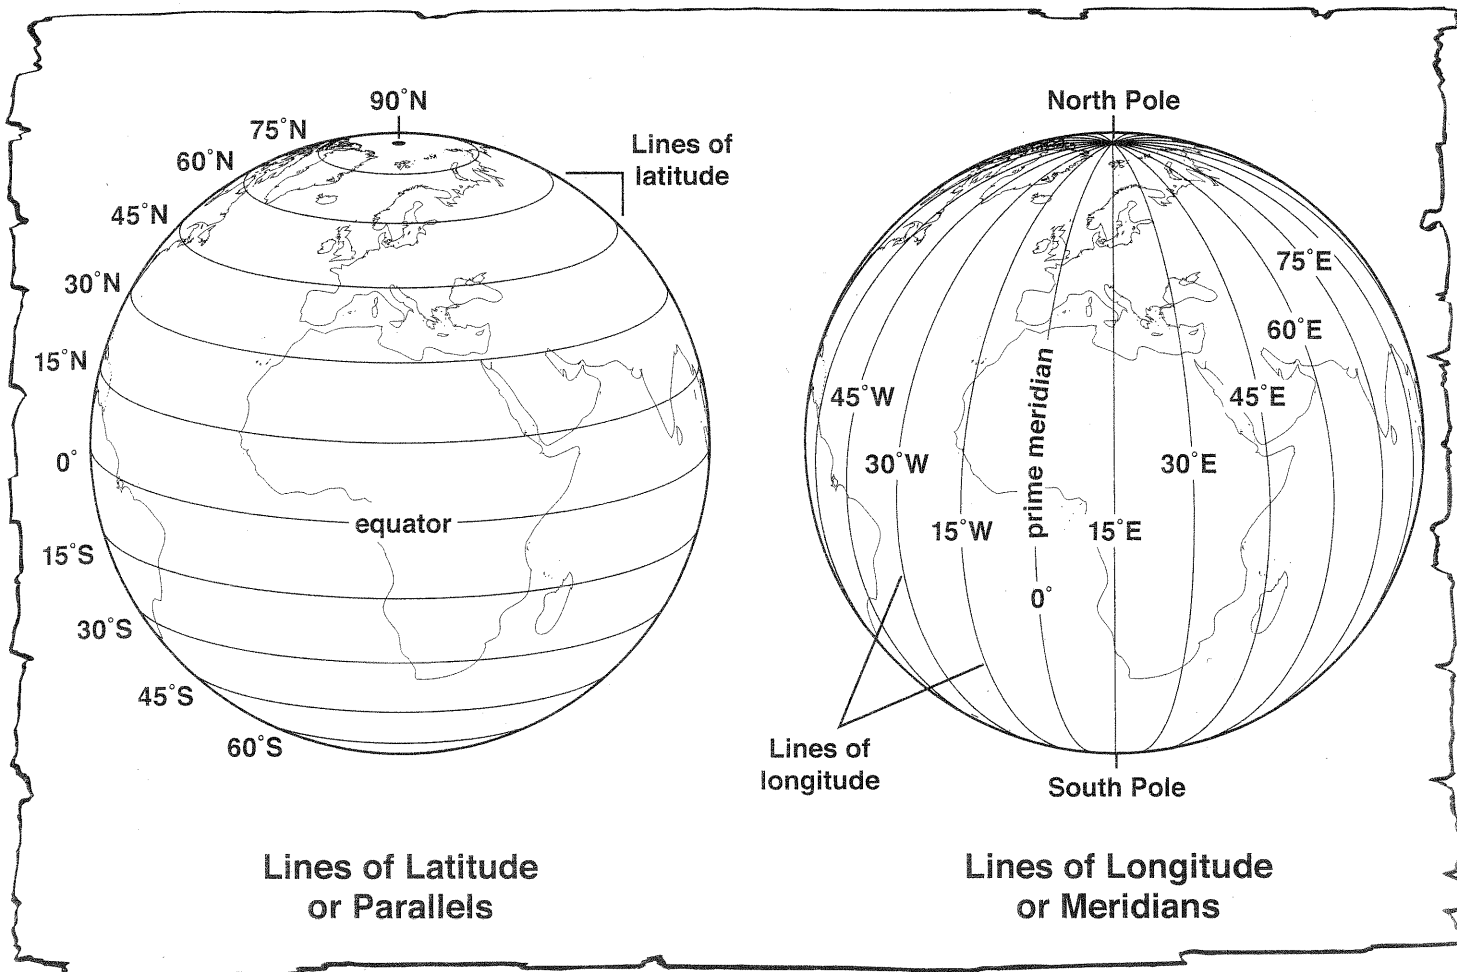 90°N
75°N
60°N
45°N
30°N
15°N
0°
15°S
30°S
45°S
60°S
Lines of
latitude
equator
Lines of Latitude
or Parallels
North Pole
75°E
60°E
45°W
45°E
30°W
30°E
15°W
prime meridian
15°E
0°
Lines of
longitude
South Pole
Lines of Longitude
or Meridians